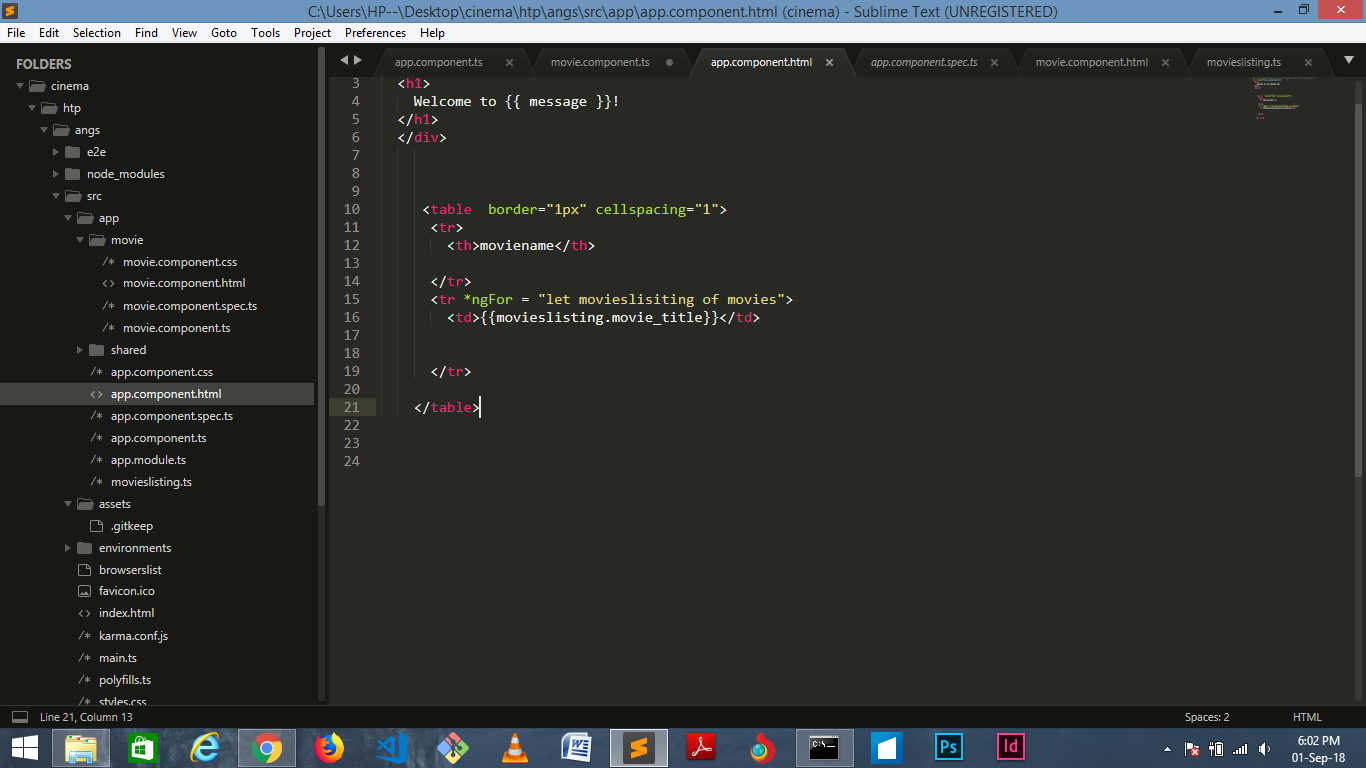 C:\Users\HP--\Desktop\cinema\htp\angs\src\app\app.component.html (cinema) - Sublime Text (UNREGISTERED)
File Edit Selection Find View Goto Tools Project Preferences Help
FOLDERS
cinema
htp
angs
e2e
node_modules
src
app
movie
/* movie.component.css
<> movie.component.html
/* movie.component.spec.ts
/* movie.component.ts
shared
/* app.component.css
<> app.component.html
/* app.component.spec.ts
/* app.component.ts
/* app.module.ts
/* movieslisting.ts
assets
.gitkeep
environments
browserslist
favicon.ico
<> index.html
/* karma.conf.js
/* main.ts
/* polyfills.ts
/* styles.css
app.component.ts × movie.component.ts app.component.html × app.component.spec.ts × movie.component.html × movieslisting.ts ×
3 <h1>
4 Welcome to {{ message }}!
5 </h1>
6 </div>
7
8
9
10 <table  border="1px" cellspacing="1">
11 <tr>
12 <th>moviename</th>
13
14 </tr>
15 <tr *ngFor = "let movieslisiting of movies">
16 <td>{{movieslisting.movie_title}}</td>
17
18
19 </tr>
20
21 </table>
22
23
24
Line 21, Column 13 Spaces: 2 HTML
C:\_ Ps Id
6:02 PM
01-Sep-18